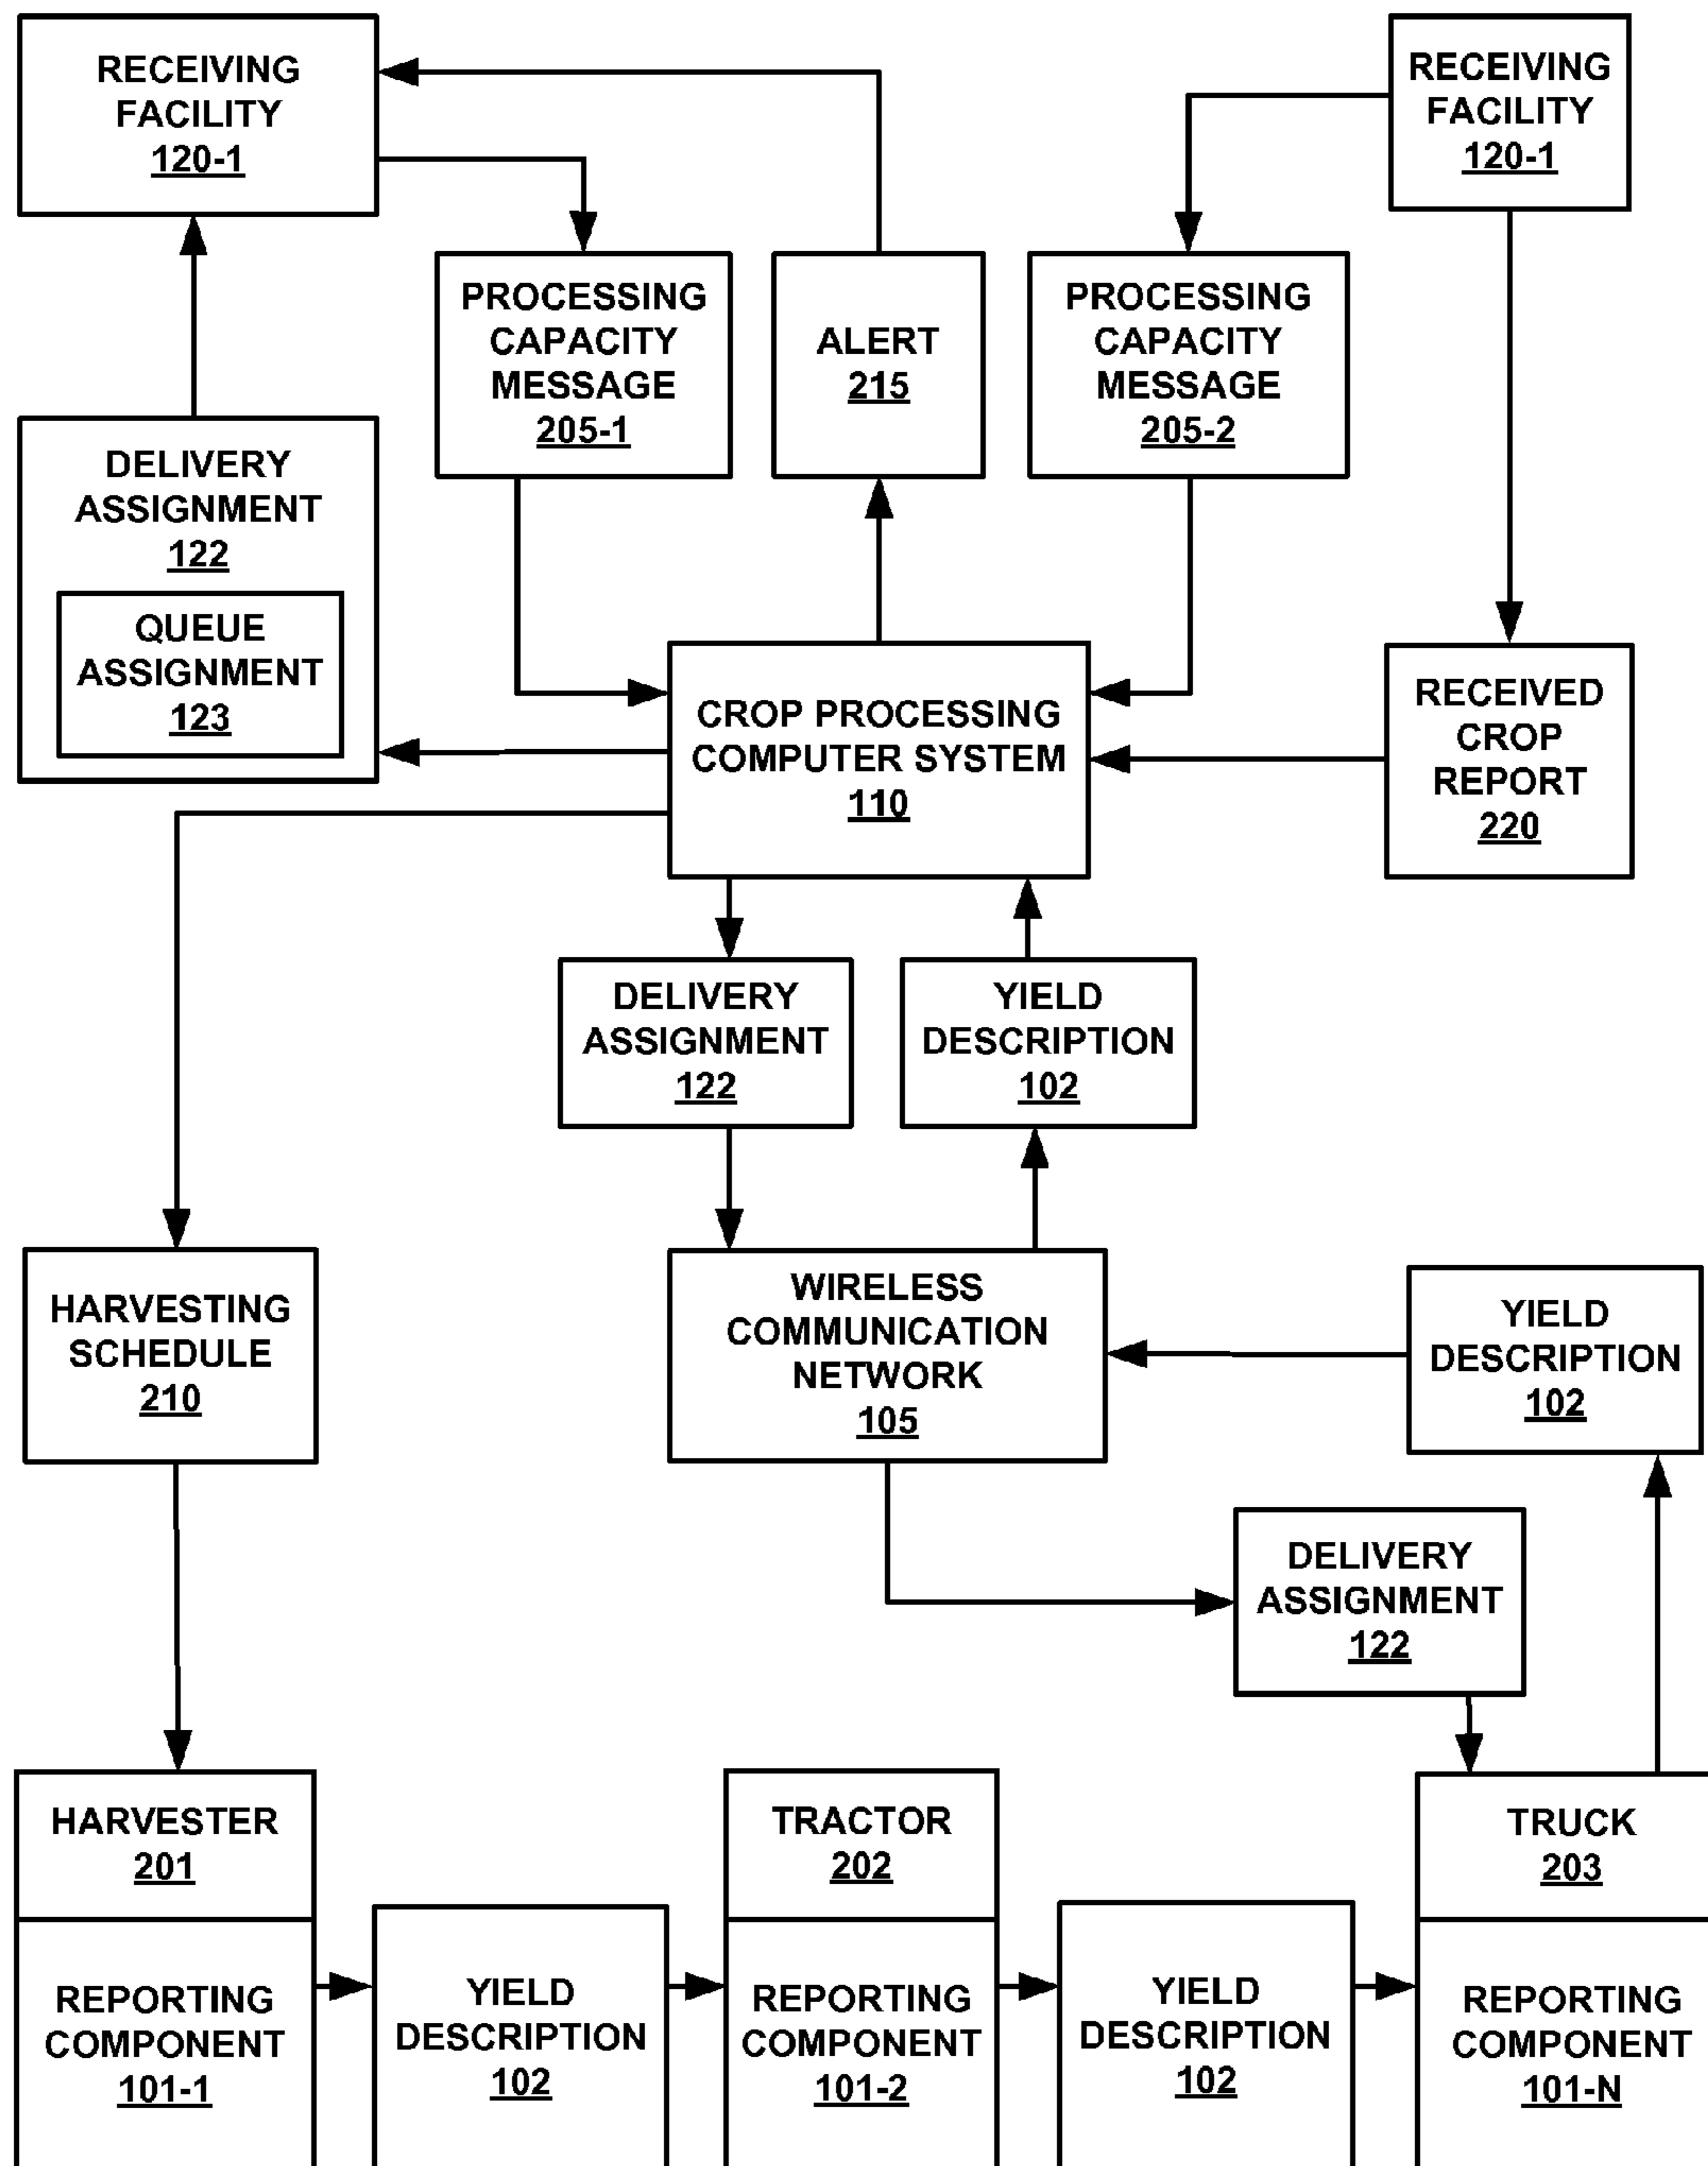 RECEIVING
FACILITY
120-1
RECEIVING
FACILITY
120-1
PROCESSING
CAPACITY
MESSAGE
205-1
ALERT
215
PROCESSING
CAPACITY
MESSAGE
205-2
DELIVERY
ASSIGNMENT
122
QUEUE
ASSIGNMENT
123
CROP PROCESSING
COMPUTER SYSTEM
110
RECEIVED
CROP
REPORT
220
DELIVERY
ASSIGNMENT
122
YIELD
DESCRIPTION
102
HARVESTING
SCHEDULE
210
WIRELESS
COMMUNICATION
NETWORK
105
YIELD
DESCRIPTION
102
DELIVERY
ASSIGNMENT
122
HARVESTER
201
REPORTING
COMPONENT
101-1
YIELD
DESCRIPTION
102
TRACTOR
202
REPORTING
COMPONENT
101-2
YIELD
DESCRIPTION
102
TRUCK
203
REPORTING
COMPONENT
101-N